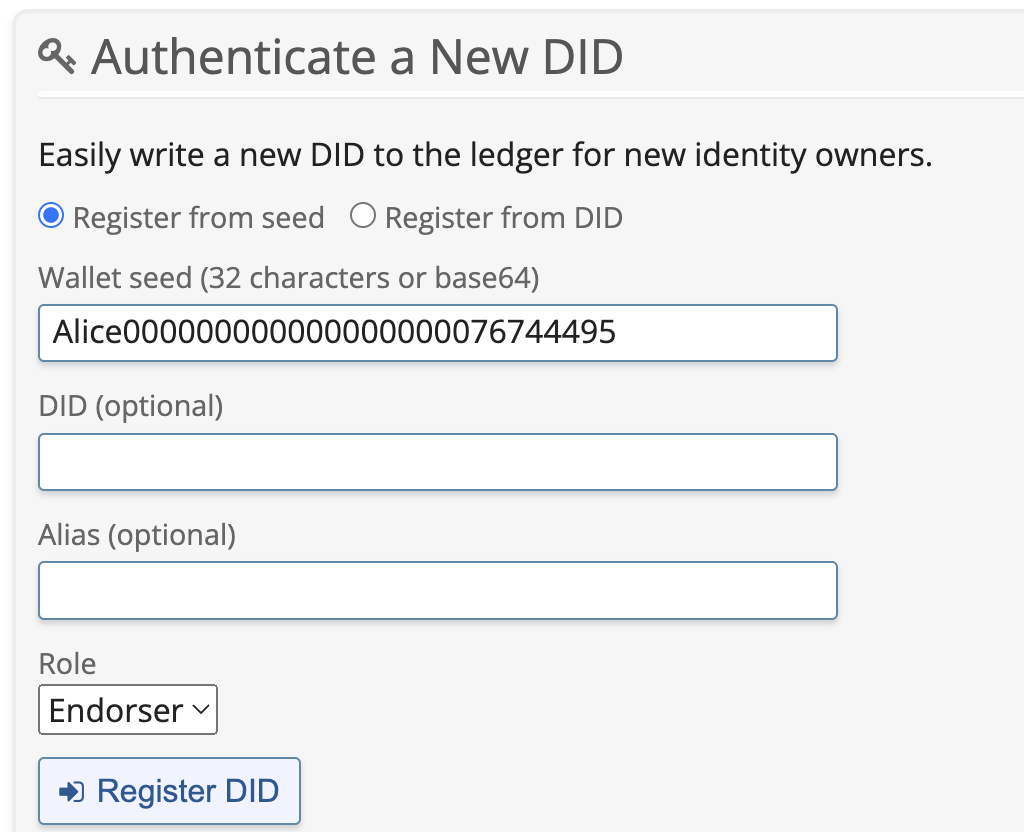 Authenticate a New DID
Easily write a new DID to the ledger for new identity owners.
Register from seed Register from DID
Wallet seed (32 characters or base64)
Alice000000000000000000076744495
DID (optional)
Alias (optional)
Role
Endorser
Register DID